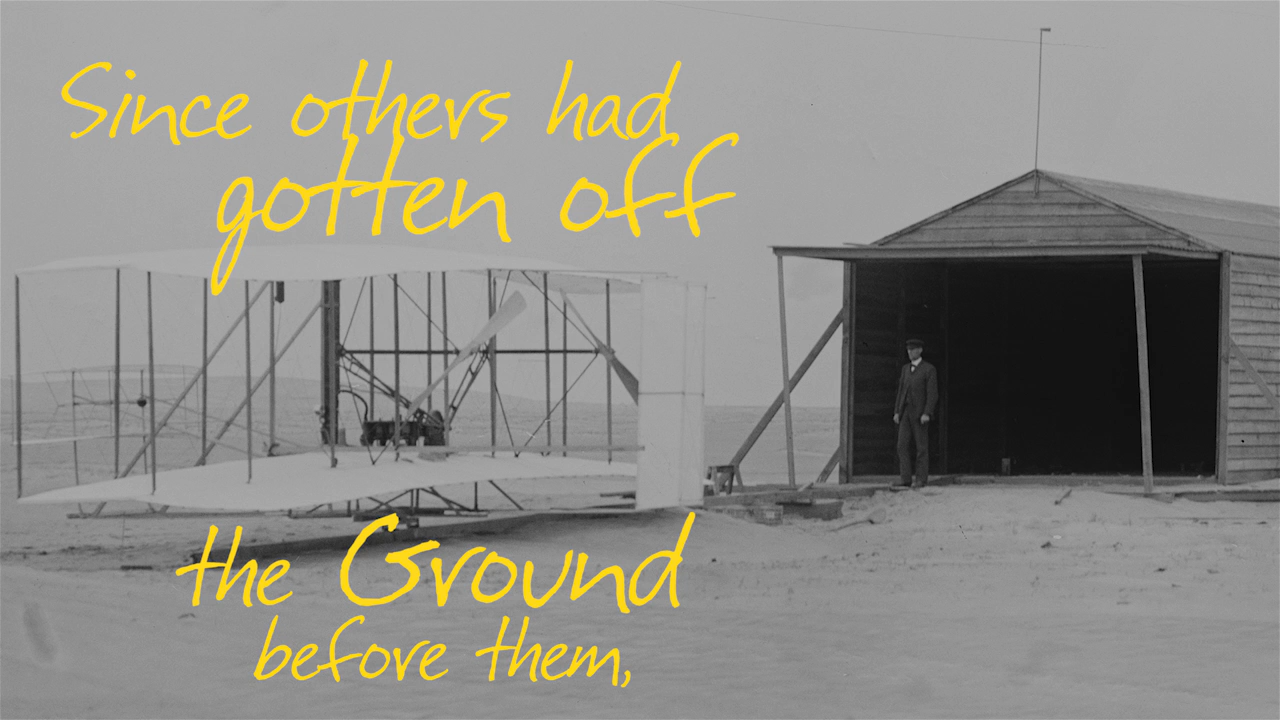 Since others had
gotten off
the Ground
before them,